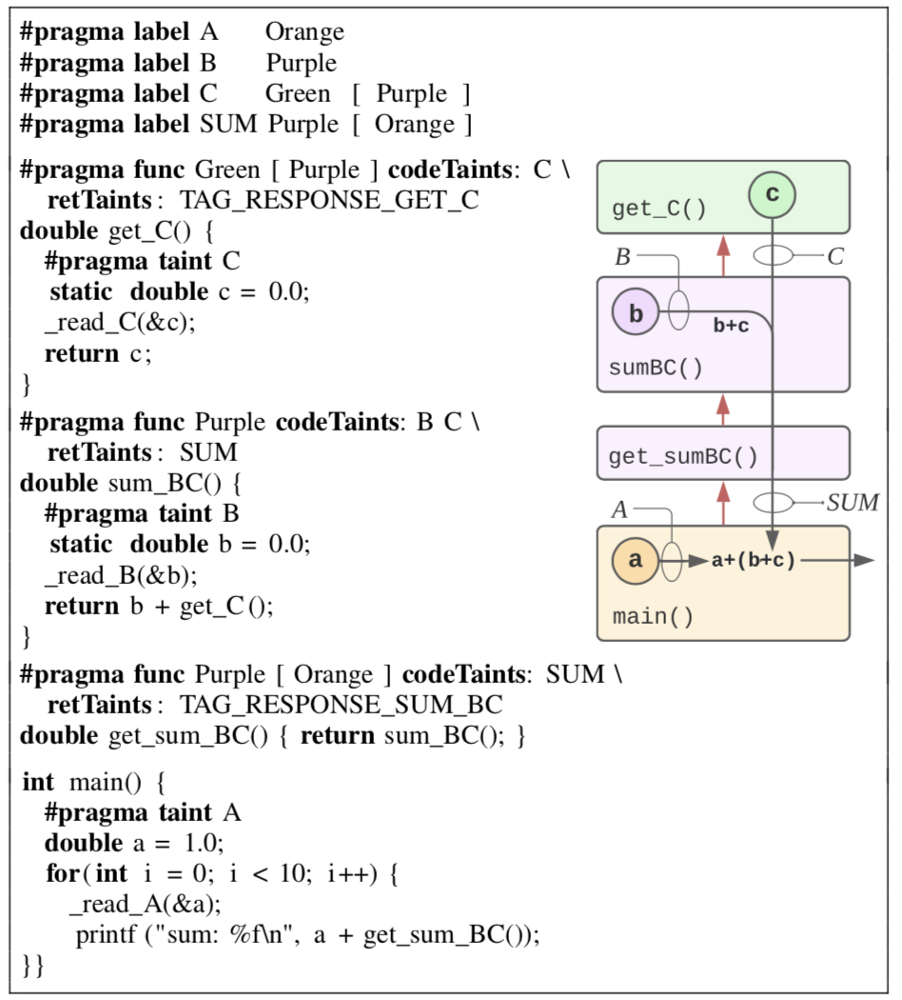 #pragma label A Orange
#pragma label B Purple
#pragma label C Green [ Purple ]
#pragma label SUM Purple [ Orange ]
#pragma func Green [ Purple ] codeTaints: C \
retTaints: TAG_RESPONSE_GET_C
double get_C() {
#pragma taint C
static double c = 0.0;
_read_C(&c);
return c;
}
#pragma func Purple codeTaints: B C \
retTaints: SUM
double sum_BC() {
#pragma taint B
static double b = 0.0;
_read_B(&b);
return b + get_C();
}
#pragma func Purple [ Orange ] codeTaints: SUM \
retTaints: TAG_RESPONSE_SUM_BC
double get_sum_BC() { return sum_BC(); }
int main() {
#pragma taint A
double a = 1.0;
for(int i = 0; i < 10; i++) {
_read_A(&a);
printf ("sum: %f\n", a + get_sum_BC());
}}
c
get_C()
B
C
b
b+c
sumBC()
get_sumBC()
A
SUM
a
a+(b+c)
main()